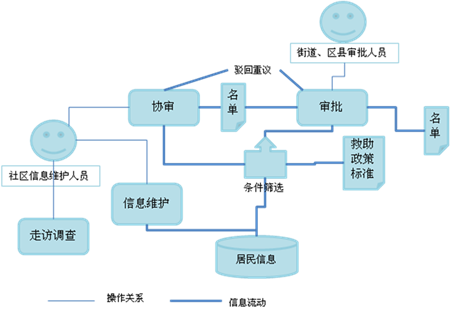 街道、区县审批人员
驳回重议
协审
名
单
审批
名
单
社区信息维护人员
救助
政策
标准
条件筛选
信息维护
走访调查
居民信息
操作关系
信息流动